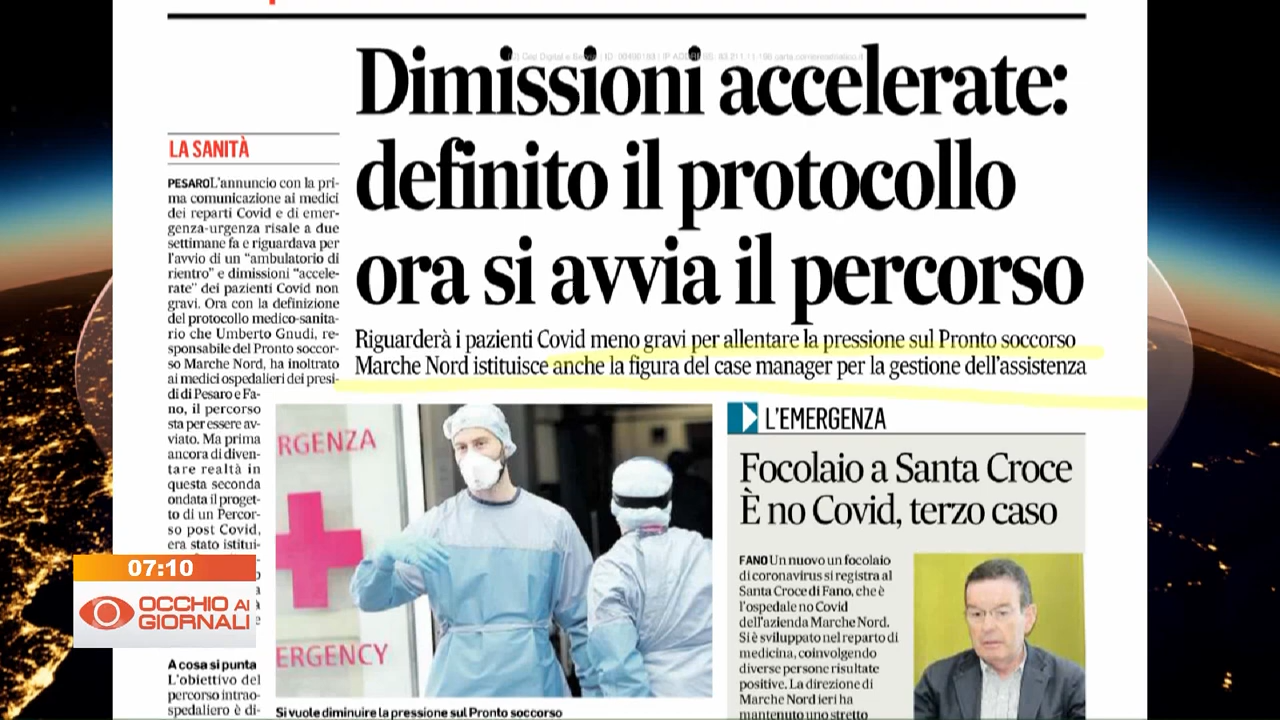 Dimissioni accelerate:
definito il protocollo
ora si avvia il percorso
Riguarderà i pazienti Covid meno gravi per allentare la pressione sul Pronto soccorso
Marche Nord istituisce anche la figura del case manager per la gestione dell'assistenza
LA SANITÀ
PESARO L'annuncio con la pri-
ma comunicazione ai medici
dei reparti Covid e di emer-
genza-urgenza risale a due
settimane fa e riguardava per
l'avvio di un “ambulatorio di
rientro” e dimissioni “accele-
rate” dei pazienti Covid non
gravi. Ora con la definizione
del protocollo medico-sanita-
rio che Umberto Gnudi, re-
sponsabile del Pronto soccor-
so Marche Nord, ha inoltrato
ai medici ospedalieri dei presi-
di di Pesaro e Fa-
no, il percorso
sta per essere av-
viato. Ma prima
ancora di diven-
tare realtà in
questa seconda
ondata il proget-
to di un Percor-
so post Covid,
era stato istitui-
A cosa si punta
L'obiettivo del
percorso intrao-
spedaliero è di-
RGENZA
ERGENCY
Si vuole diminuire la pressione sul Pronto soccorso
L'EMERGENZA
Focolaio a Santa Croce
È no Covid, terzo caso
FANO Un nuovo un focolaio
di coronavirus si registra al
Santa Croce di Fano, che è
l'ospedale no Covid
dell'azienda Marche Nord.
Si è sviluppato nel reparto di
medicina, coinvolgendo
diverse persone risultate
positive. La direzione di
Marche Nord ieri ha
mantenuto uno stretto
07:10
OCCHIO AI
GIORNALI